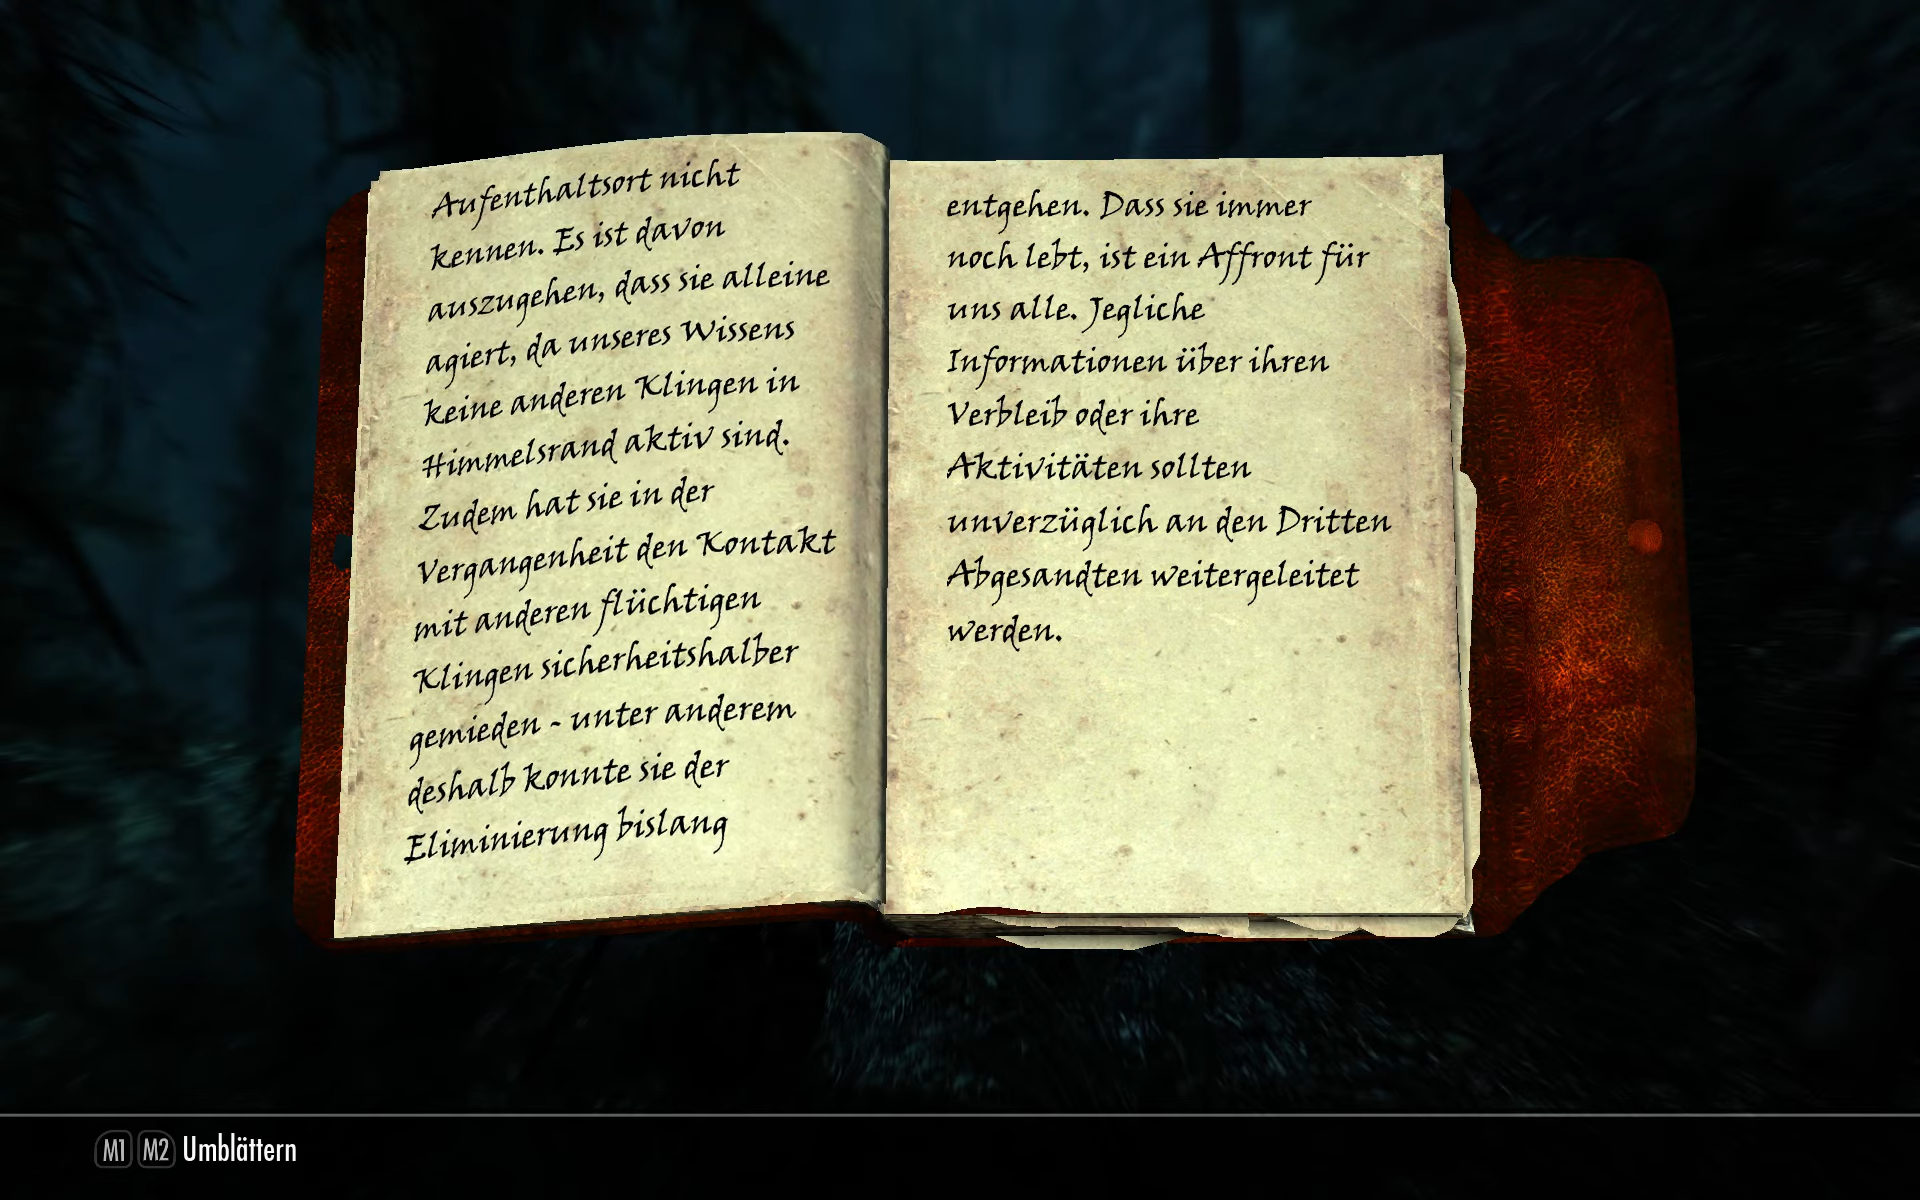 Aufenthaltsort nicht
kennen. Es ist davon
auszugehen, dass sie alleine
agiert, da unseres Wissens
keine anderen Klingen in
Himmelsrand aktiv sind.
Zudem hat sie in der
Vergangenheit den Kontakt
mit anderen flüchtigen
Klingen sicherheitshalber
gemieden - unter anderem
deshalb konnte sie der
Eliminierung bislang
entgehen. Dass sie immer
noch lebt, ist ein Affront für
uns alle. Jegliche
Informationen über ihren
Verbleib oder ihre
Aktivitäten sollten
unverzüglich an den Dritten
Abgesandten weitergeleitet
werden.
M1 M2 Umblättern